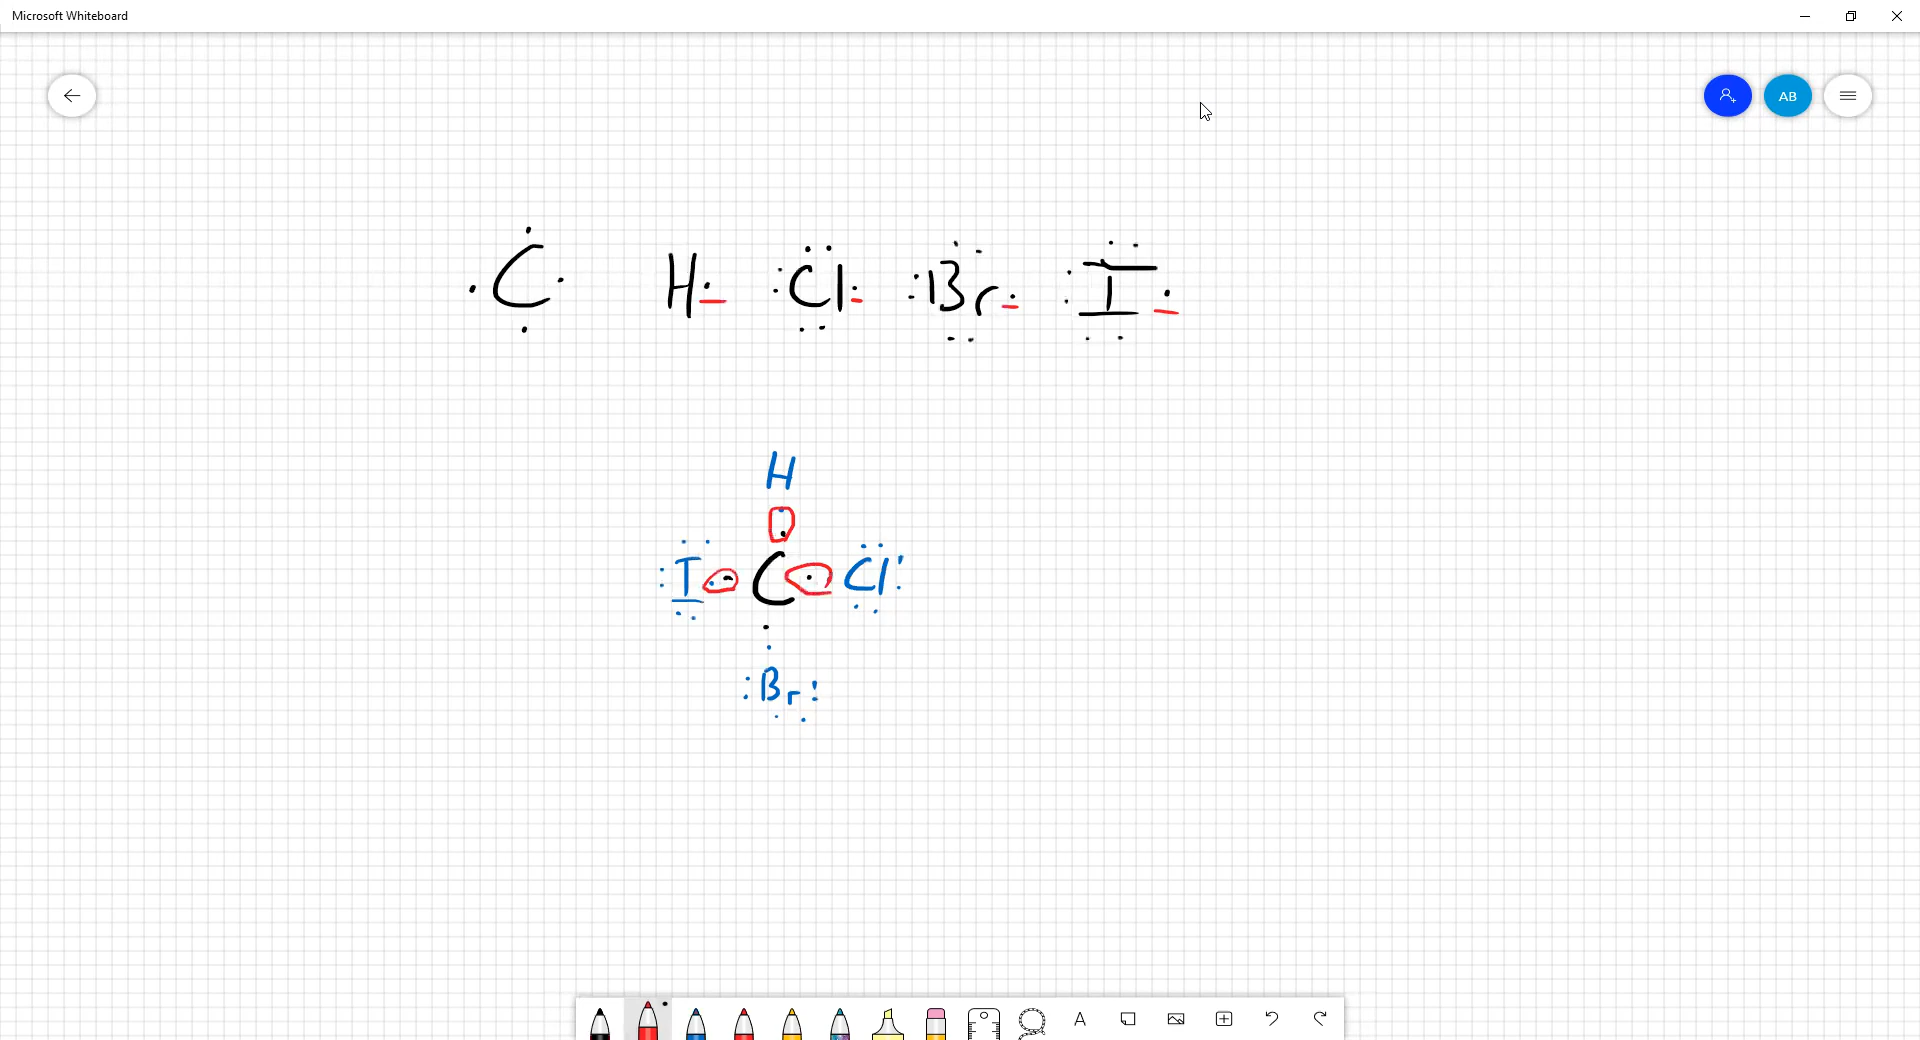 Microsoft Whiteboard
AB
C H Cl Br I
H
I C Cl
Br
A